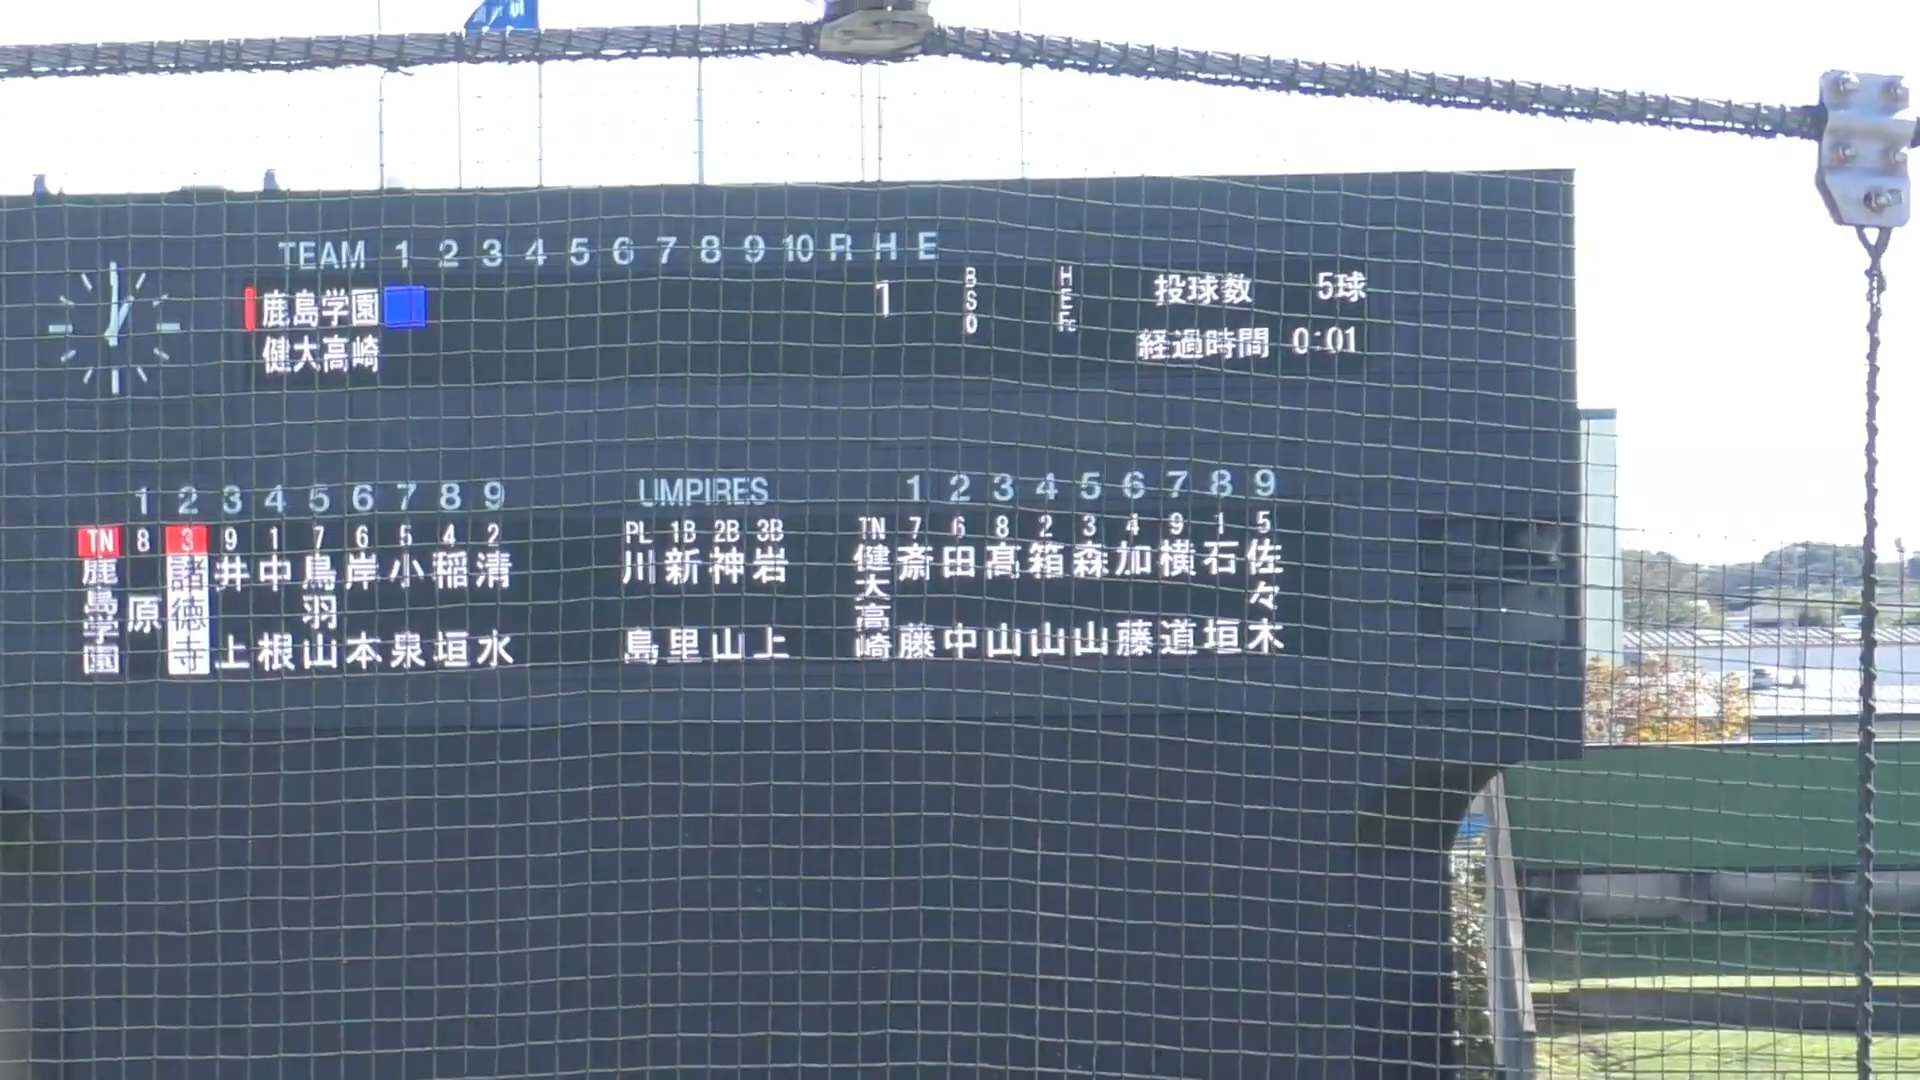 TEAM 1 2 3 4 5 6 7 8 9 10 R H E
鹿島学園 1
健大高崎
B
S
O
H
E
Fc
投球数 5球
経過時間 0:01
1 2 3 4 5 6 7 8 9
TN 8 3 9 1 7 6 5 4 2
鹿島学園
原
諸徳寺
井上
中根
鳥羽山
岸本
小泉
稲垣
清水
UMPIRES
PL 1B 2B 3B
川島
新里
神山
岩上
1 2 3 4 5 6 7 8 9
TN 7 6 8 2 3 4 9 1 5
健大高崎
斎藤
田中
髙山
箱山
森山
加藤
横道
石垣
佐々木